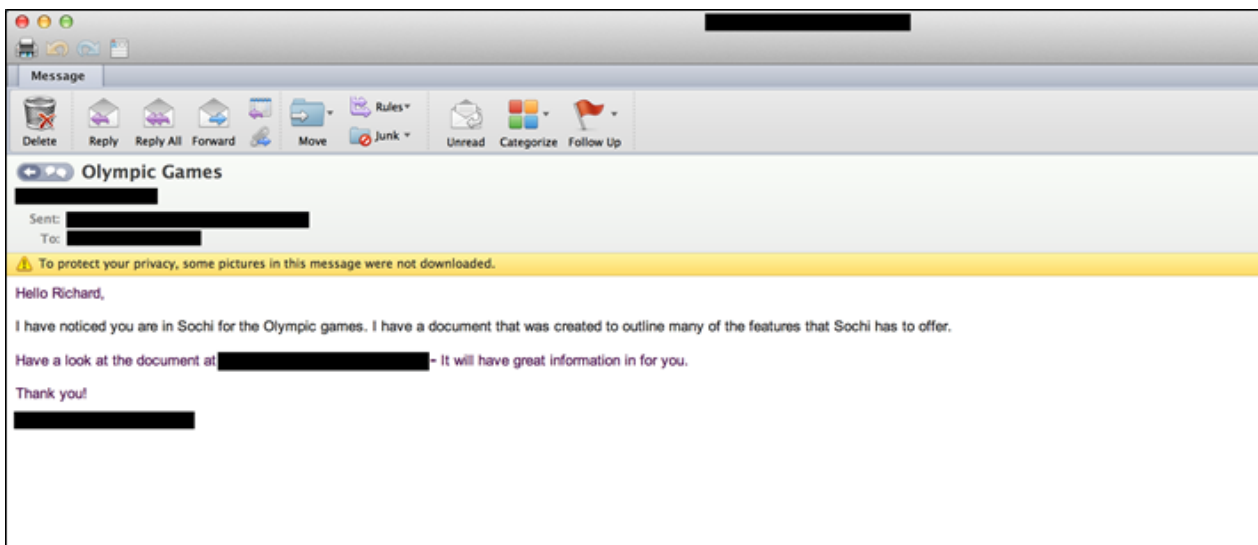 Message
Delete Reply Reply All Forward Move Rules Junk Unread Categorize Follow Up
Olympic Games
Sent:
To:
To protect your privacy, some pictures in this message were not downloaded.
Hello Richard,
I have noticed you are in Sochi for the Olympic games. I have a document that was created to outline many of the features that Sochi has to offer.
Have a look at the document at - It will have great information in for you.
Thank you!